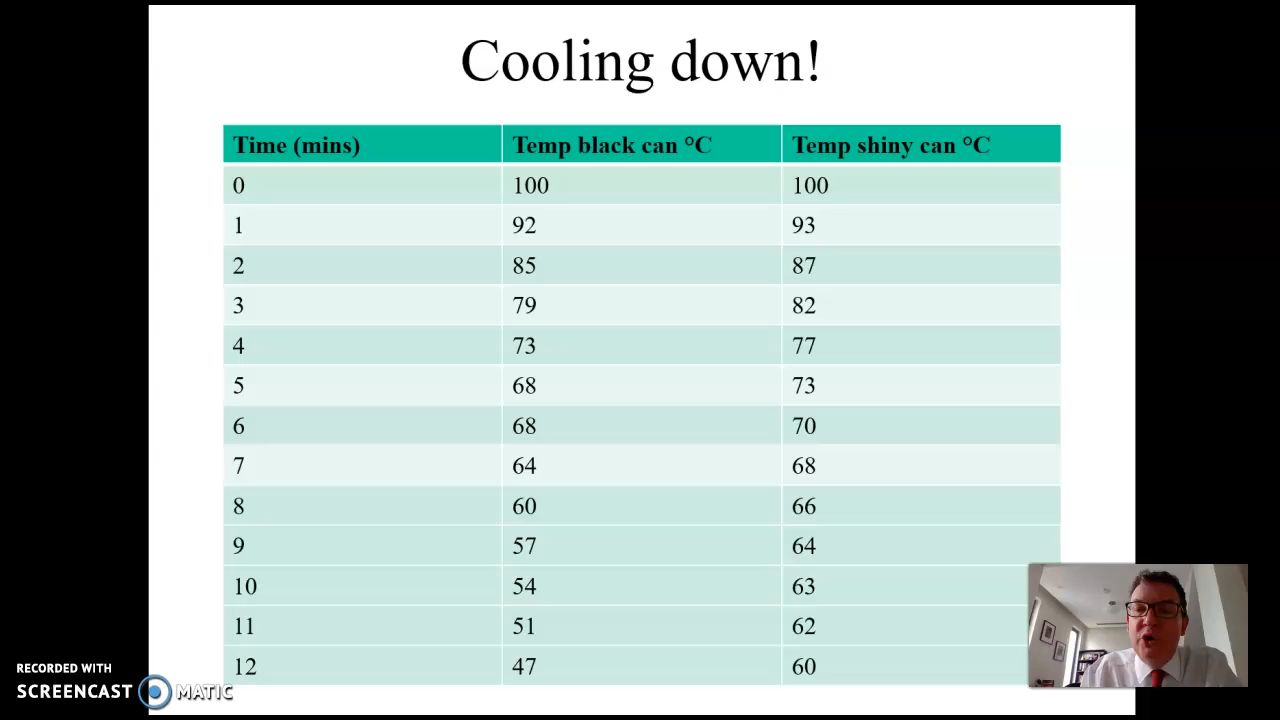 Cooling down!
Time (mins) Temp black can °C Temp shiny can °C
0 100 100
1 92 93
2 85 87
3 79 82
4 73 77
5 68 73
6 68 70
7 64 68
8 60 66
9 57 64
10 54 63
11 51 62
12 47 60
RECORDED WITH
SCREENCAST MATIC